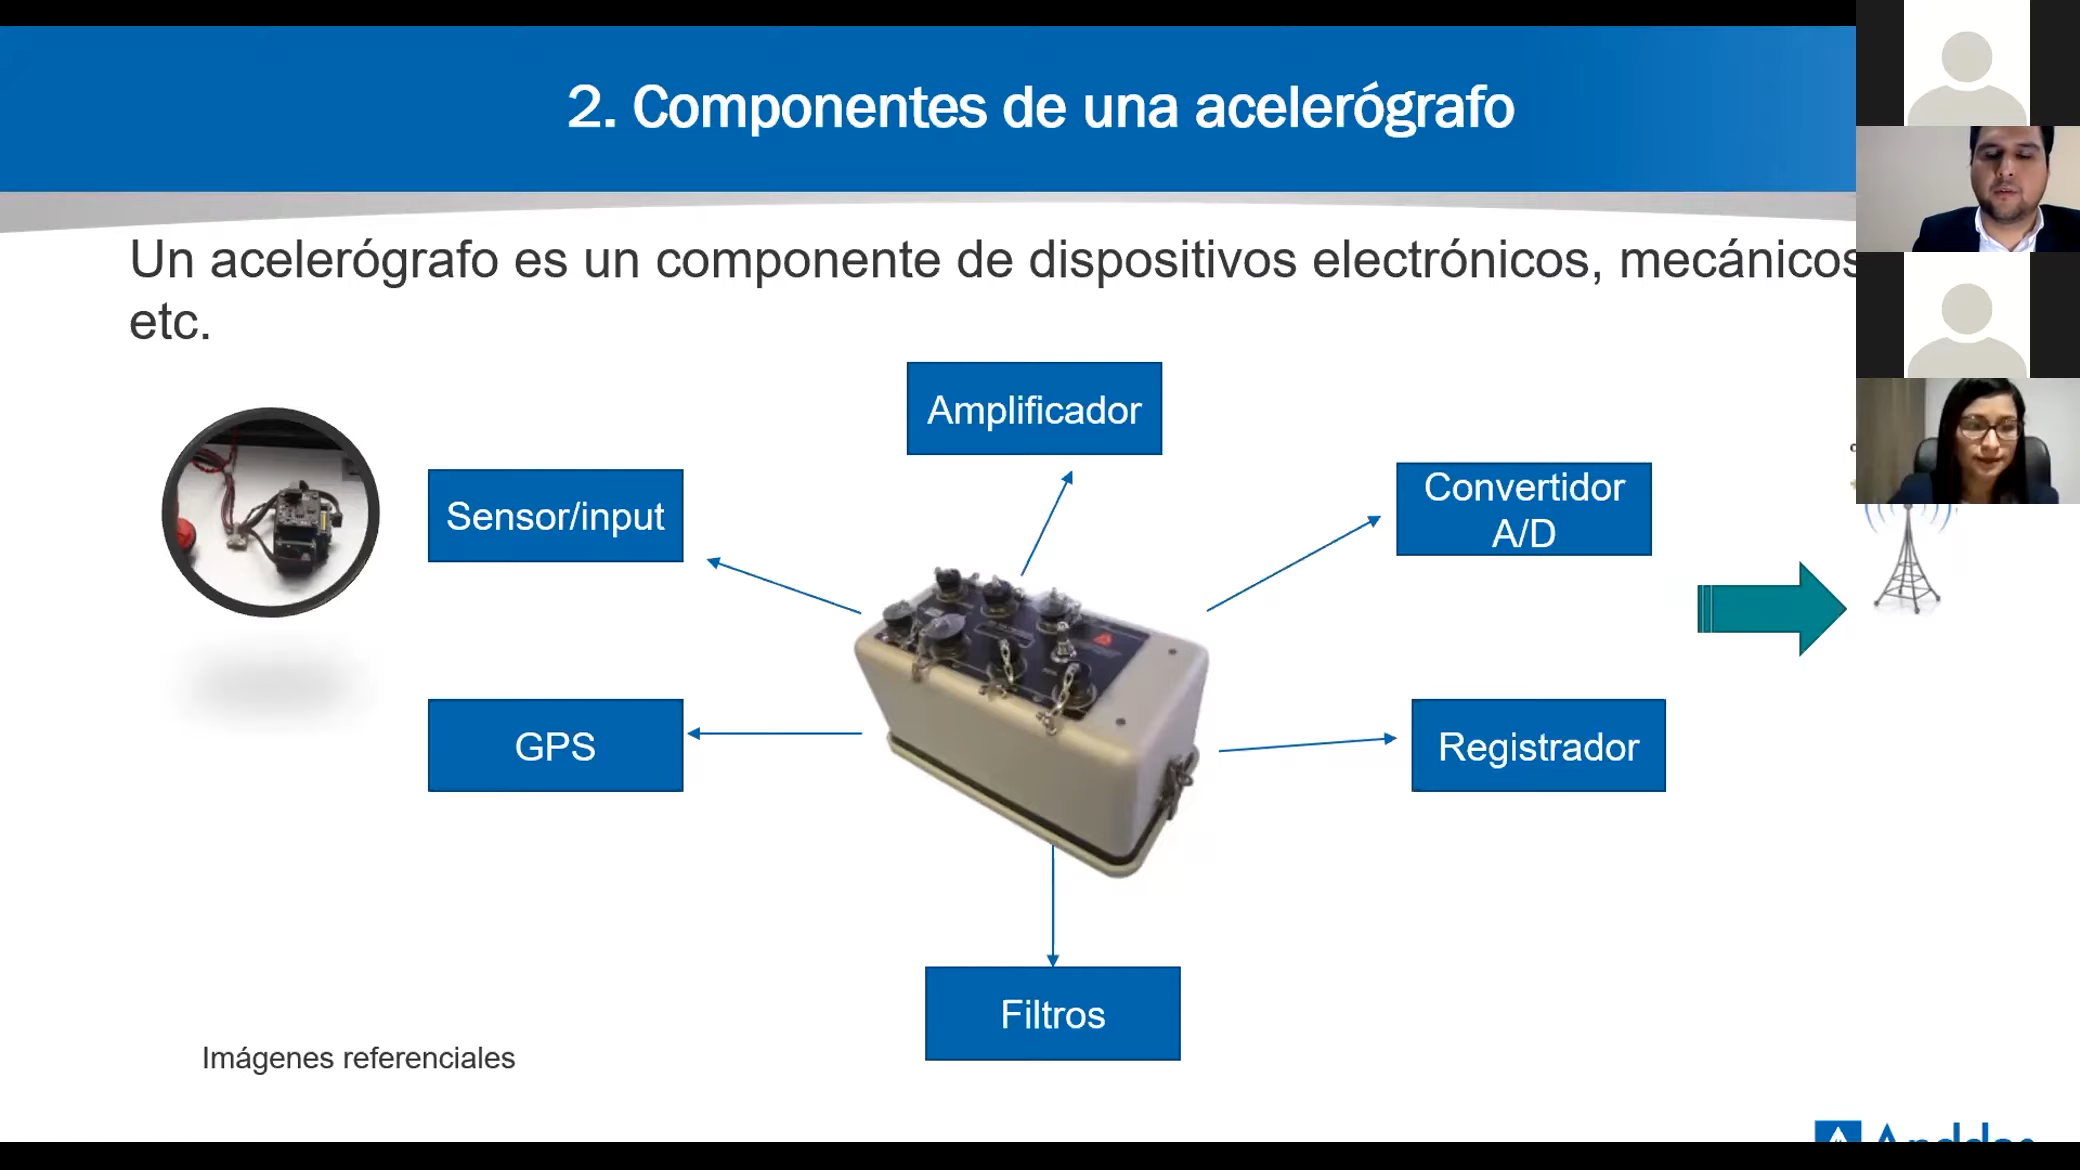 2. Componentes de una acelerógrafo
Un acelerógrafo es un componente de dispositivos electrónicos, mecánicos
etc.
Amplificador
Sensor/input
Convertidor
A/D
GPS
Registrador
Filtros
Imágenes referenciales